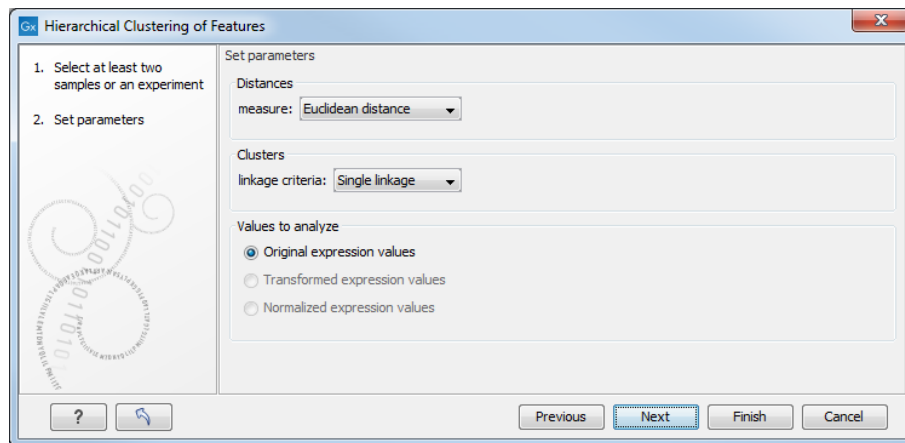 Gx Hierarchical Clustering of Features
1. Select at least two
samples or an experiment
2. Set parameters
Set parameters
Distances
measure: Euclidean distance
Clusters
linkage criteria: Single linkage
Values to analyze
Original expression values
Transformed expression values
Normalized expression values
? Previous Next Finish Cancel